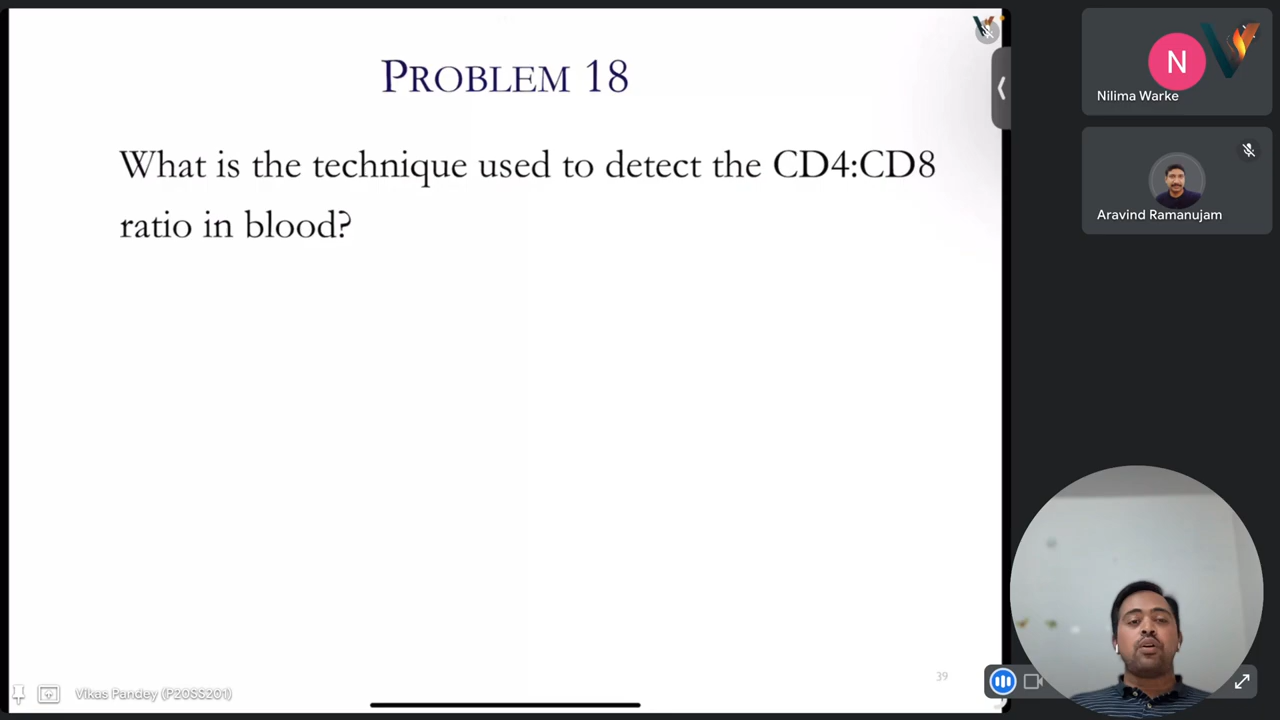 PROBLEM 18
What is the technique used to detect the CD4:CD8
ratio in blood?
39
Vikas Pandey (P20SS201)
N
Nilima Warke
Aravind Ramanujam